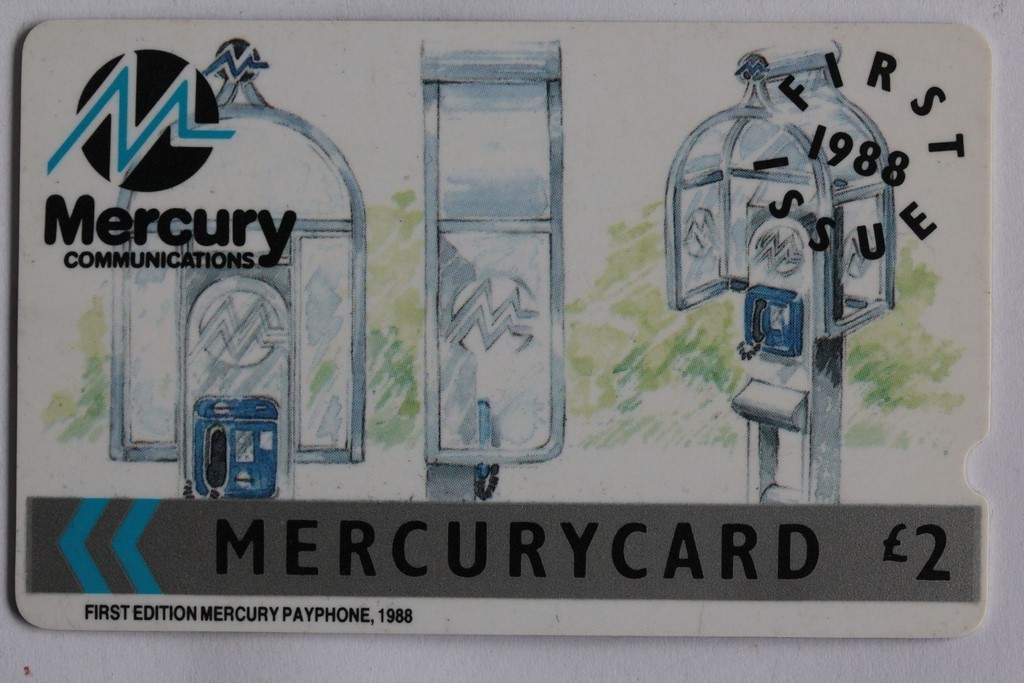 Mercury
COMMUNICATIONS
FIRST
1988
ISSUE
MERCURYCARD £2
FIRST EDITION MERCURY PAYPHONE, 1988